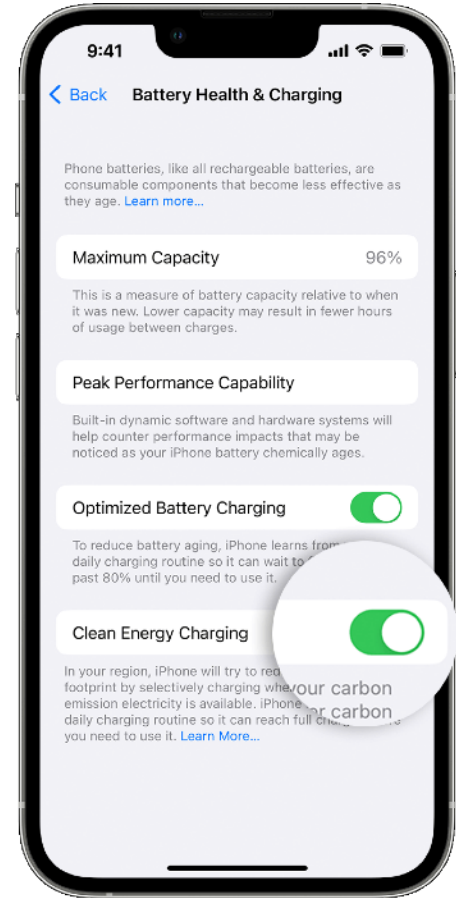 9:41
Back Battery Health & Charging
Phone batteries, like all rechargeable batteries, are
consumable components that become less effective as
they age. Learn more...
Maximum Capacity 96%
This is a measure of battery capacity relative to when
it was new. Lower capacity may result in fewer hours
of usage between charges.
Peak Performance Capability
Built-in dynamic software and hardware systems will
help counter performance impacts that may be
noticed as your iPhone battery chemically ages.
Optimized Battery Charging
To reduce battery aging, iPhone learns from
daily charging routine so it can wait to
past 80% until you need to use it.
Clean Energy Charging
In your region, iPhone will try to
footprint by selectively charging
your carbon
emission electricity is available. iPhone
carbon
daily charging routine so it can reach full
you need to use it. Learn More...